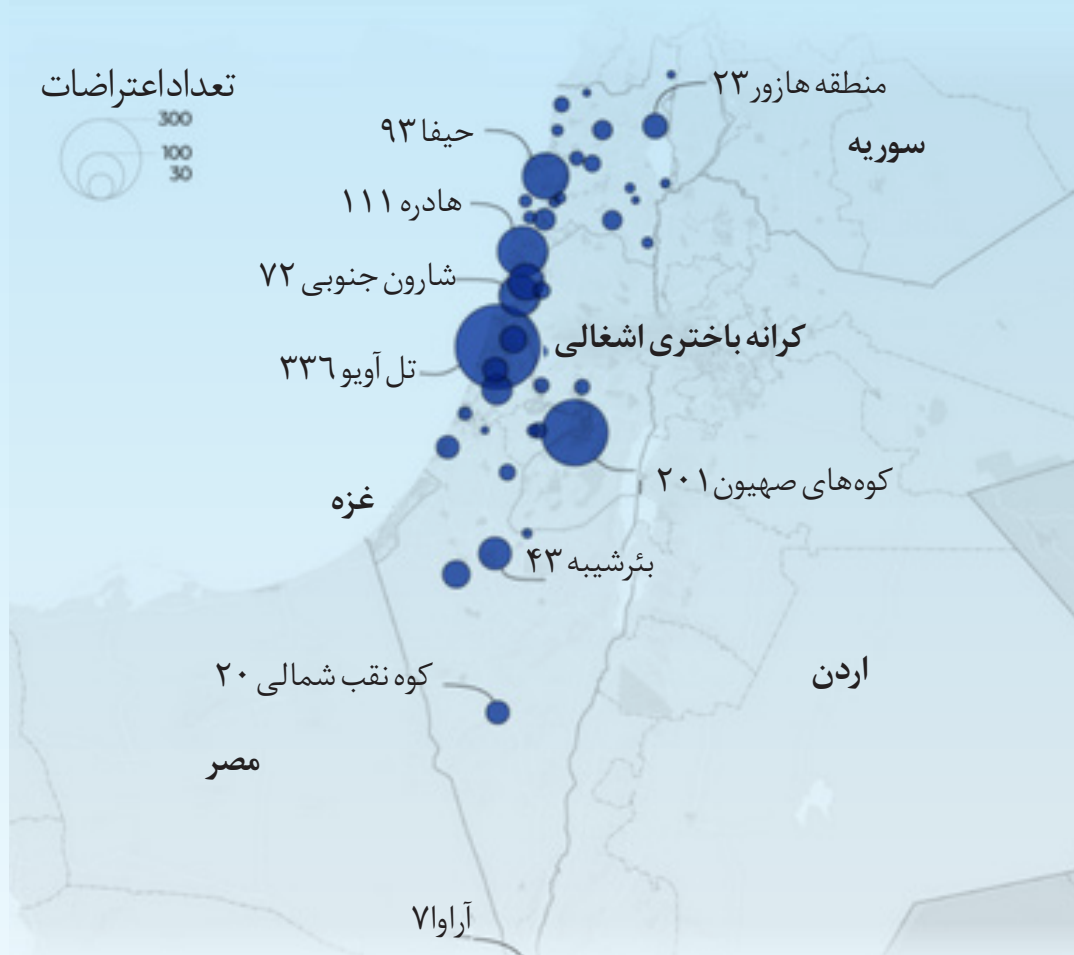 تعداد اعتراضات
300
100
30
منطقه هازور ۲۳
حیفا ۹۳
سوریه
هادره ۱۱۱
شارون جنوبی ۷۲
کرانه باختری اشغالی
تل آویو ۳۳٦
کوه‌های صهیون ۲۰۱
غزه
بئرشیبه ۴۳
کوه نقب شمالی ۲۰
اردن
مصر
آراوا ۷